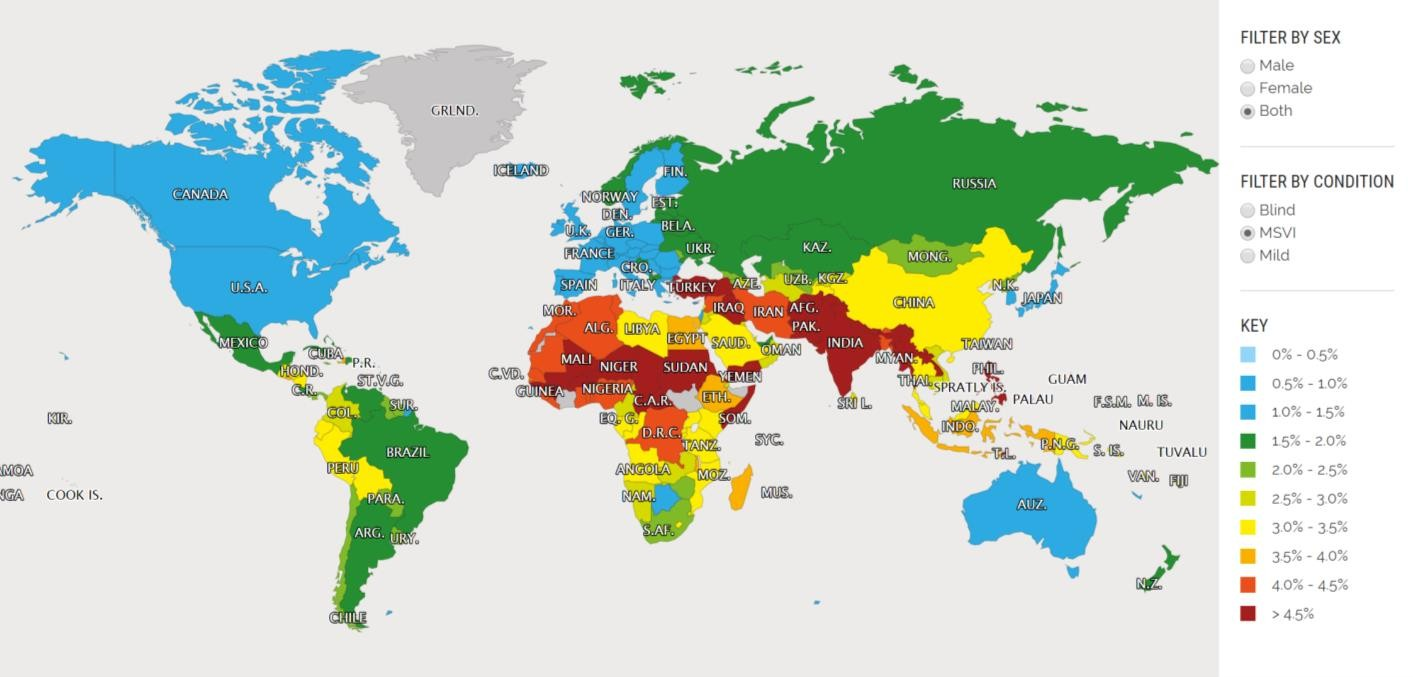 GRLND.
ICELAND
CANADA
FIN.
NORWAY
EST.
RUSSIA
DEN.
BELA.
U.K.
GER.
UKR.
KAZ.
FRANCE
MONG.
CRO.
SPAIN
ITALY
TURKEY
AZE.
UZB.
KGZ.
N.K.
JAPAN
U.S.A.
CHINA
MOR.
IRAQ
IRAN
AFG.
ALG.
LIBYA
EGYPT
SAUD.
PAK.
INDIA
MEXICO
CUBA
P.R.
OMAN
TAIWAN
MALI
NIGER
SUDAN
MYAN.
HOND.
ST.V.G.
C.VD.
YEMEN
PHIL.
THAI.
GUAM
C.R.
GUINEA
NIGERIA
C.A.R.
ETH.
SPRATLY IS.
PALAU
SRI L.
MALAY.
F.S.M.
M. IS.
COL.
SUR.
KIR.
EQ. G.
SOM.
INDO.
NAURU
D.R.C.
TANZ.
SYC.
P.N.G.
S. IS.
T.L.
TUVALU
BRAZIL
PERU
AMOA
ANGOLA
MOZ.
VAN.
FIJI
NGA
COOK IS.
PARA.
NAM.
MUS.
AUZ.
ARG.
URY.
S.AF.
N.Z.
CHILE
FILTER BY SEX
Male
Female
Both
FILTER BY CONDITION
Blind
MSVI
Mild
KEY
0% - 0.5%
0.5% - 1.0%
1.0% - 1.5%
1.5% - 2.0%
2.0% - 2.5%
2.5% - 3.0%
3.0% - 3.5%
3.5% - 4.0%
4.0% - 4.5%
> 4.5%